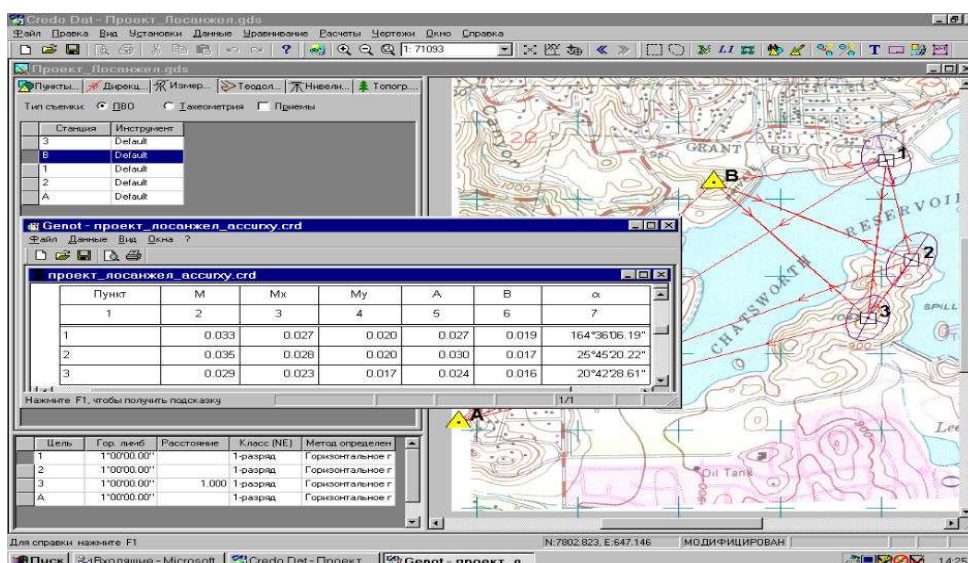 Credo Dat - Проект_Лосанжел.gds
Файл Правка Вид Установки Данные Уравнивание Расчеты Чертежи Окно Справка
1: 71093
Проект_Лосанжел.gds
Пункты... Дирекц... Измер... Теодол... Нивели... Топогр....
Тип съемки: ПВО Тахеометрия Приемы
Станция Инструмент
3 Default
B Default
1 Default
2 Default
A Default
Genot - проект_лосанжел_accurxy.crd
Файл Данные Вид Окна ?
проект_лосанжел_accurxy.crd
Пункт M Mx My A B α
1 2 3 4 5 6 7
1 0.033 0.027 0.020 0.027 0.019 164°36'06.19"
2 0.035 0.028 0.020 0.030 0.017 25°45'20.22"
3 0.029 0.023 0.017 0.024 0.016 20°42'28.61"
Нажмите F1, чтобы получить подсказку 1/1
Цель Гор. лимб Расстояние Класс (NE) Метод определен
1 1°00'00.00" 1-разряд Горизонтальное г
2 1°00'00.00" 1-разряд Горизонтальное г
3 1°00'00.00" 1.000 1-разряд Горизонтальное г
A 1°00'00.00" 1-разряд Горизонтальное г
Canyon
28
951
GRANT BDY
1000
B
1
2
3
A
CHATSWORTH
RESERVOI
SPILL
Oil Tank
900
900
Lee
Для справки нажмите F1 N:7802.823, E:647.146 МОДИФИЦИРОВАН
Пуск Входящие - Microsoft Credo Dat - Проект Genot - проект_л 14:25